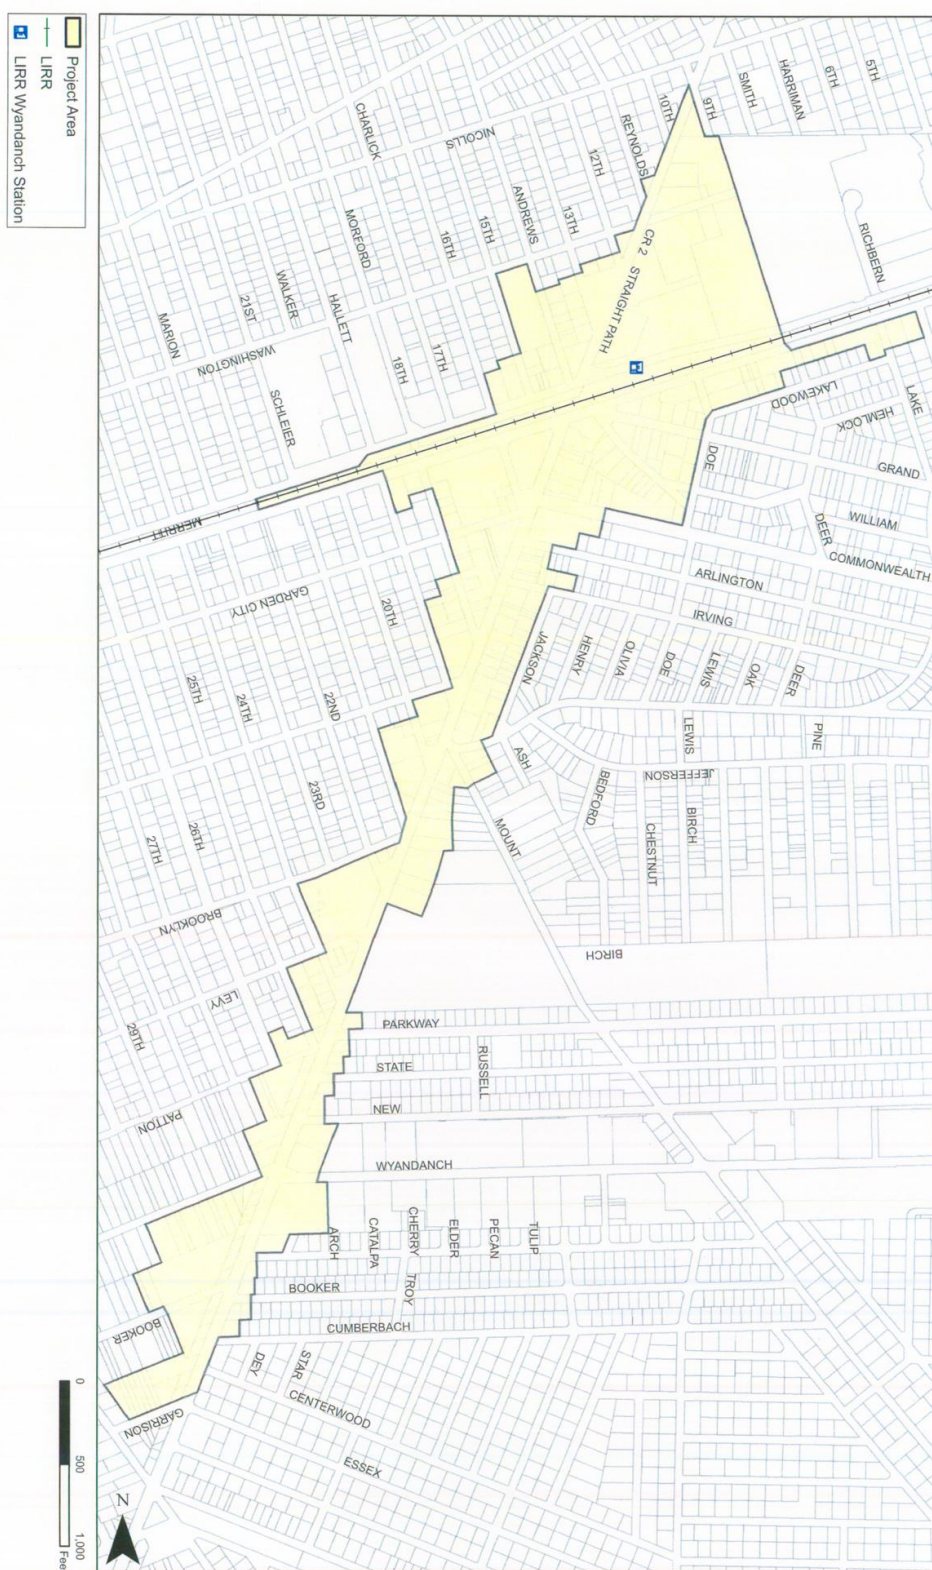 Project Area
LIRR
LIRR Wyandanch Station
5TH
6TH
HARRIMAN
SMITH
9TH
10TH
REYNOLDS
12TH
13TH
ANDREWS
15TH
16TH
NICOLLS
CHARLICK
MORFORD
17TH
18TH
HALLETT
WALKER
21ST
WASHINGTON
MARION
SCHLEIER
MERRITT
RICHBERN
CR 2 STRAIGHT PATH
LAKEWOOD
LAKE
HEMLOCK
GRAND
DOE
WILLIAM
DEER
COMMONWEALTH
ARLINGTON
IRVING
20TH
GARDEN CITY
22ND
23RD
24TH
25TH
26TH
27TH
JACKSON
HENRY
OLIVIA
DOE
LEWIS
OAK
DEER
PINE
LEWIS
JEFFERSON
ASH
BEDFORD
BIRCH
CHESTNUT
MOUNT
BROOKLYN
LEVY
29TH
PATTON
BIRCH
PARKWAY
STATE
RUSSELL
NEW
WYANDANCH
ARCH
CATALPA
CHERRY
ELDER
PECAN
TULIP
BOOKER
TROY
CUMBERBACH
BOOKER
DEY
STAR
CENTERWOOD
GARRISON
ESSEX
0 500 1,000
Fee
N